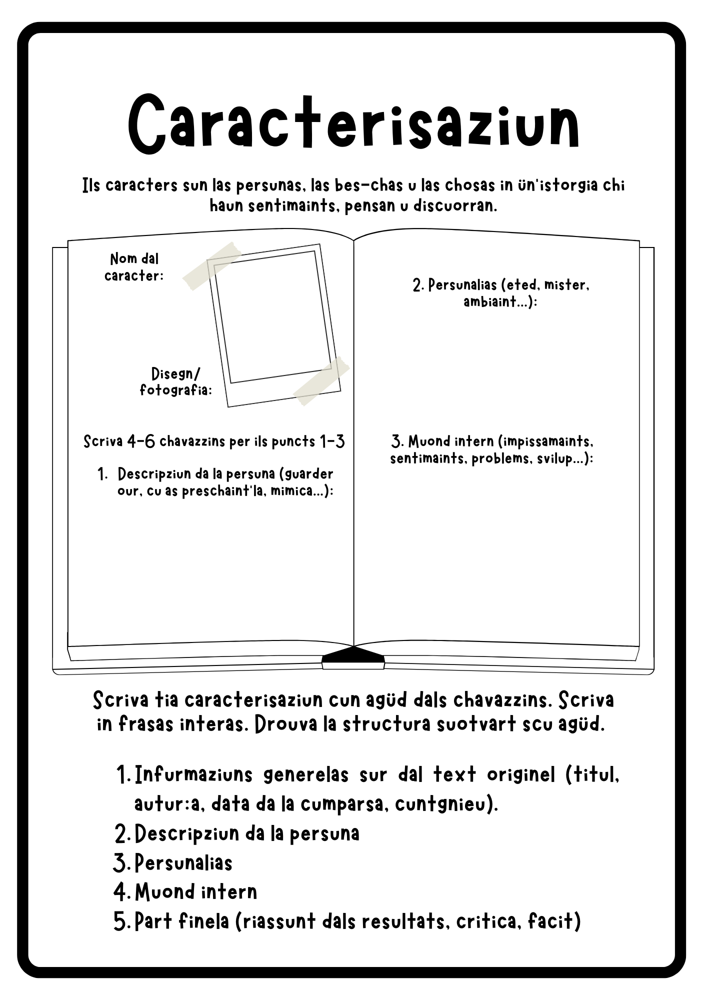 Caracterisaziun
Ils caracters sun las persunas, las bes-chas u las chosas in ün'istorgia chi
haun sentimaints, pensan u discuorran.
Nom dal
caracter:
Disegn/
fotografia:
Scriva 4-6 chavazzins per ils puncts 1-3
1. Descripziun da la persuna (guarder
our, cu as preschaint'la, mimica...):
2. Persunalias (eted, mister,
ambiaint...):
3. Muond intern (impissamaints,
sentimaints, problems, svilup...):
Scriva tia caracterisaziun cun agüd dals chavazzins. Scriva
in frasas interas. Drouva la structura suotvart scu agüd.
1. Infurmaziuns generelas sur dal text originel (titul,
autur:a, data da la cumparsa, cuntgnieu).
2. Descripziun da la persuna
3. Persunalias
4. Muond intern
5. Part finela (riassunt dals resultats, critica, facit)